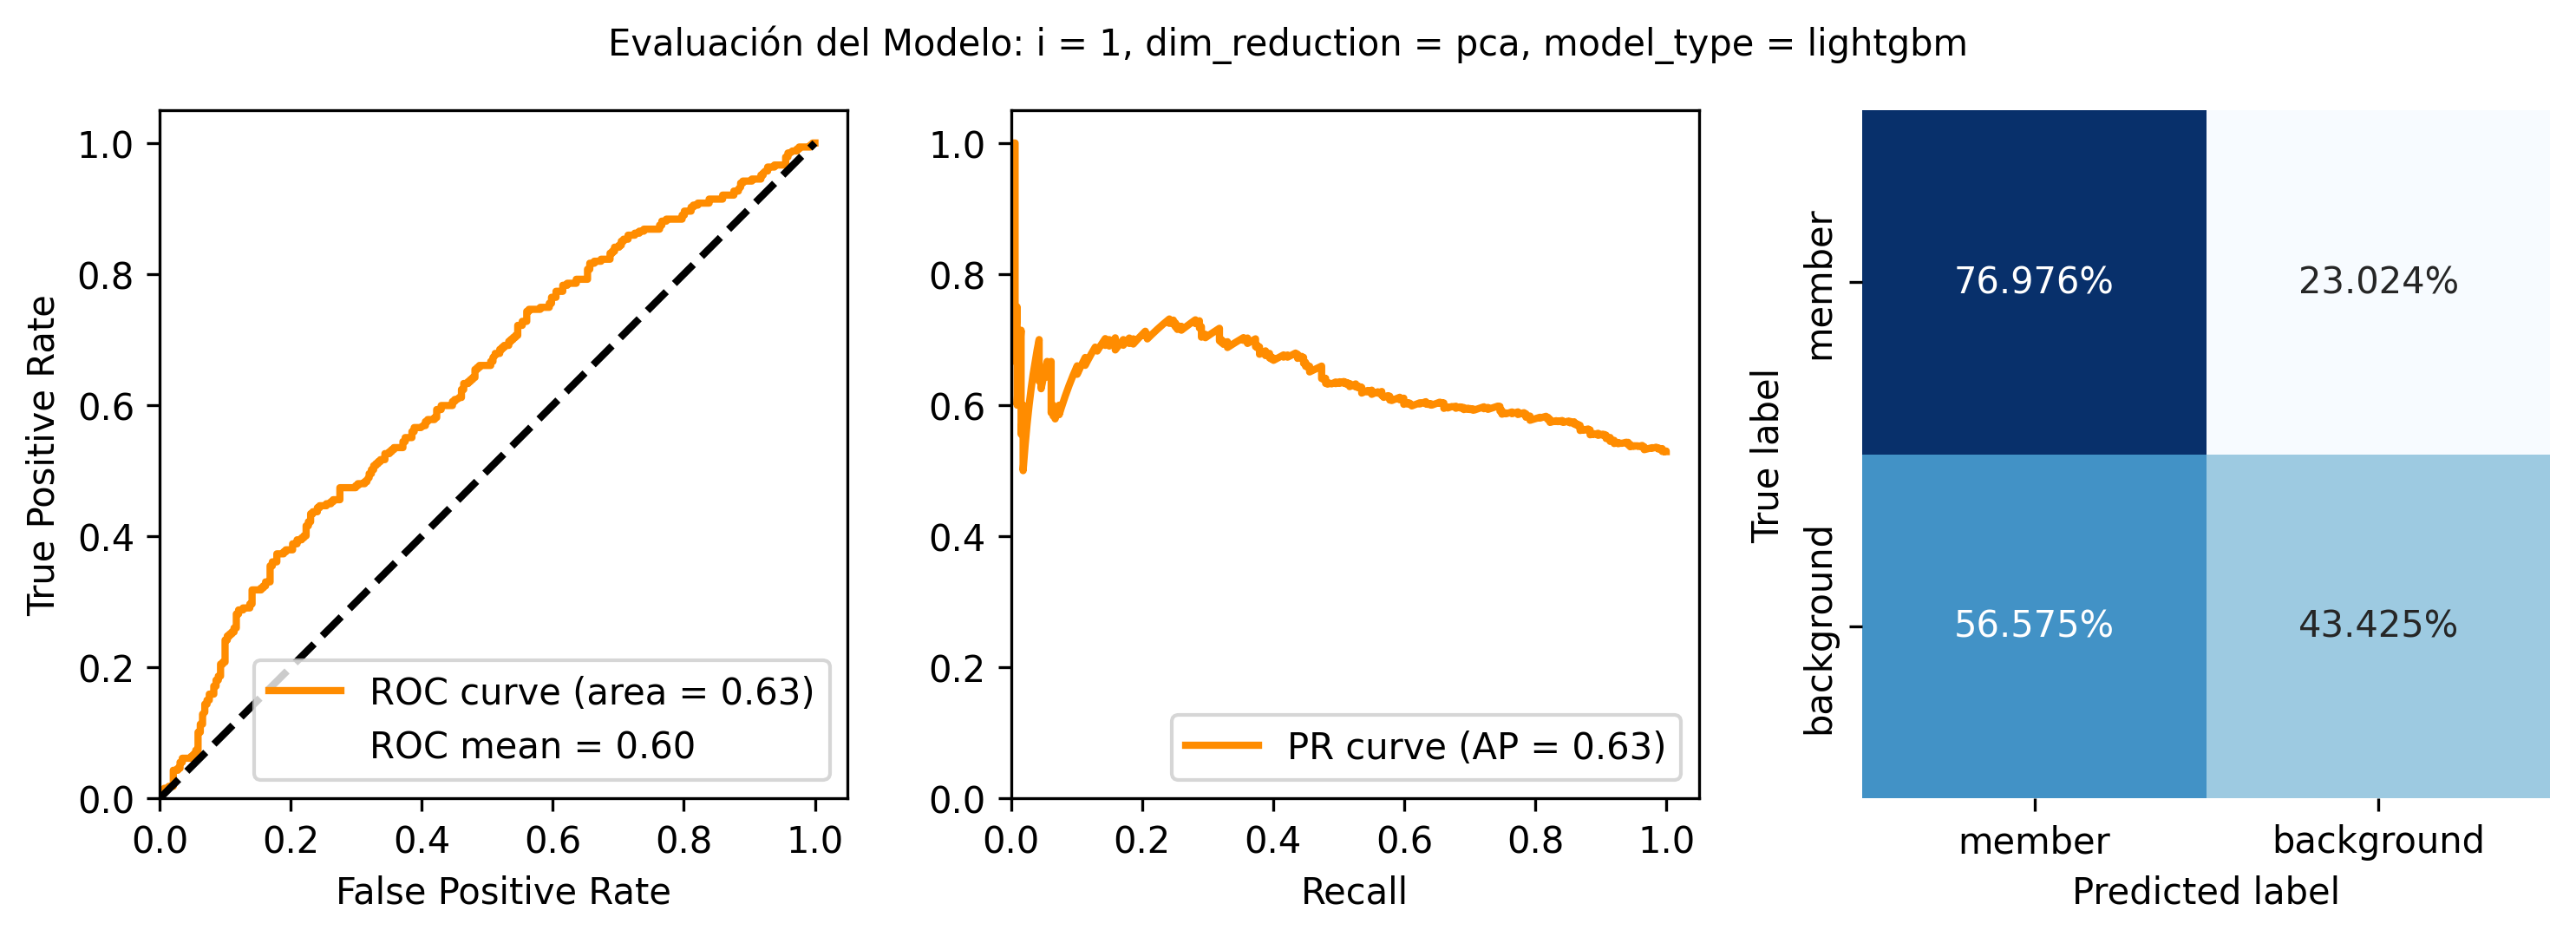 Evaluación del Modelo: i = 1, dim_reduction = pca, model_type = lightgbm
True Positive Rate
1.0
0.8
0.6
0.4
0.2
0.0
ROC curve (area = 0.63)
ROC mean = 0.60
0.0 0.2 0.4 0.6 0.8 1.0
False Positive Rate
1.0
0.8
0.6
0.4
0.2
0.0
PR curve (AP = 0.63)
0.0 0.2 0.4 0.6 0.8 1.0
Recall
True label
member
background
76.976% 23.024%
56.575% 43.425%
member background
Predicted label